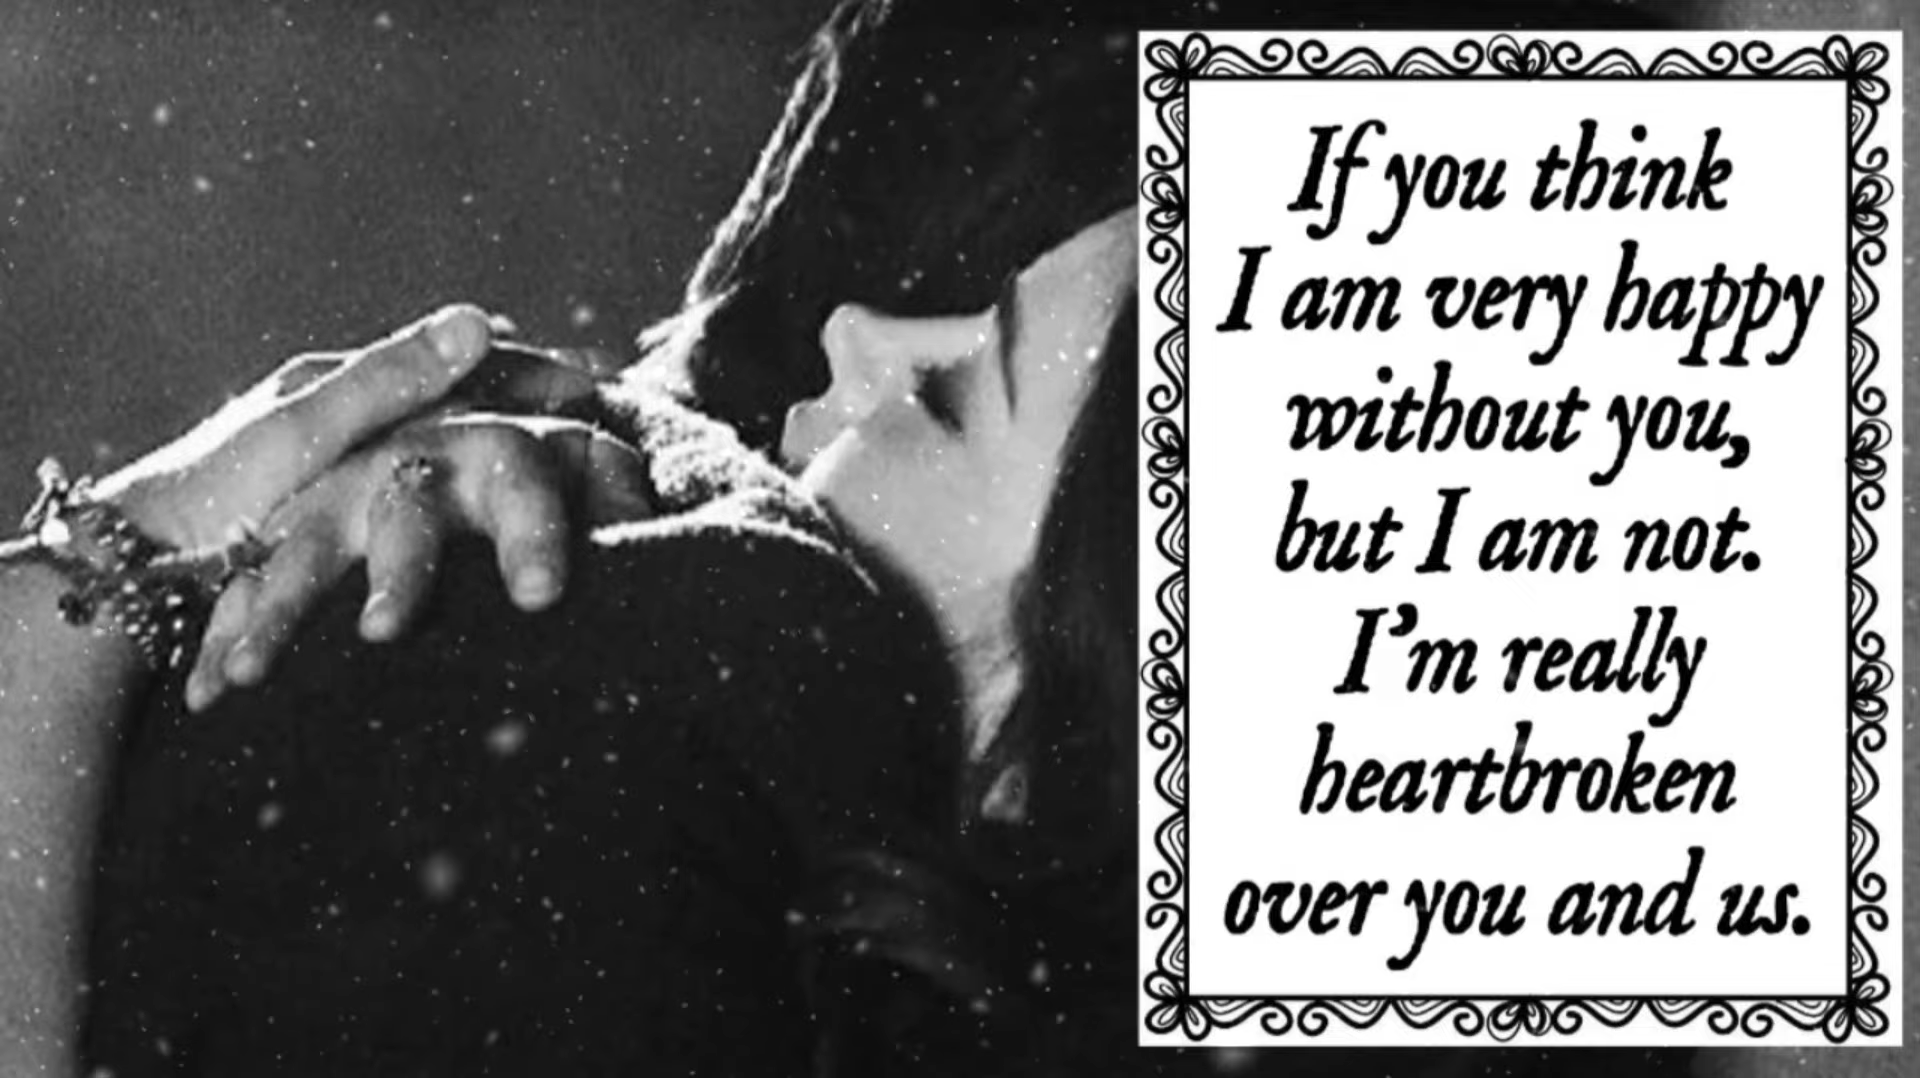 If you think
I am very happy
without you,
but I am not.
I'm really
heartbroken
over you and us.